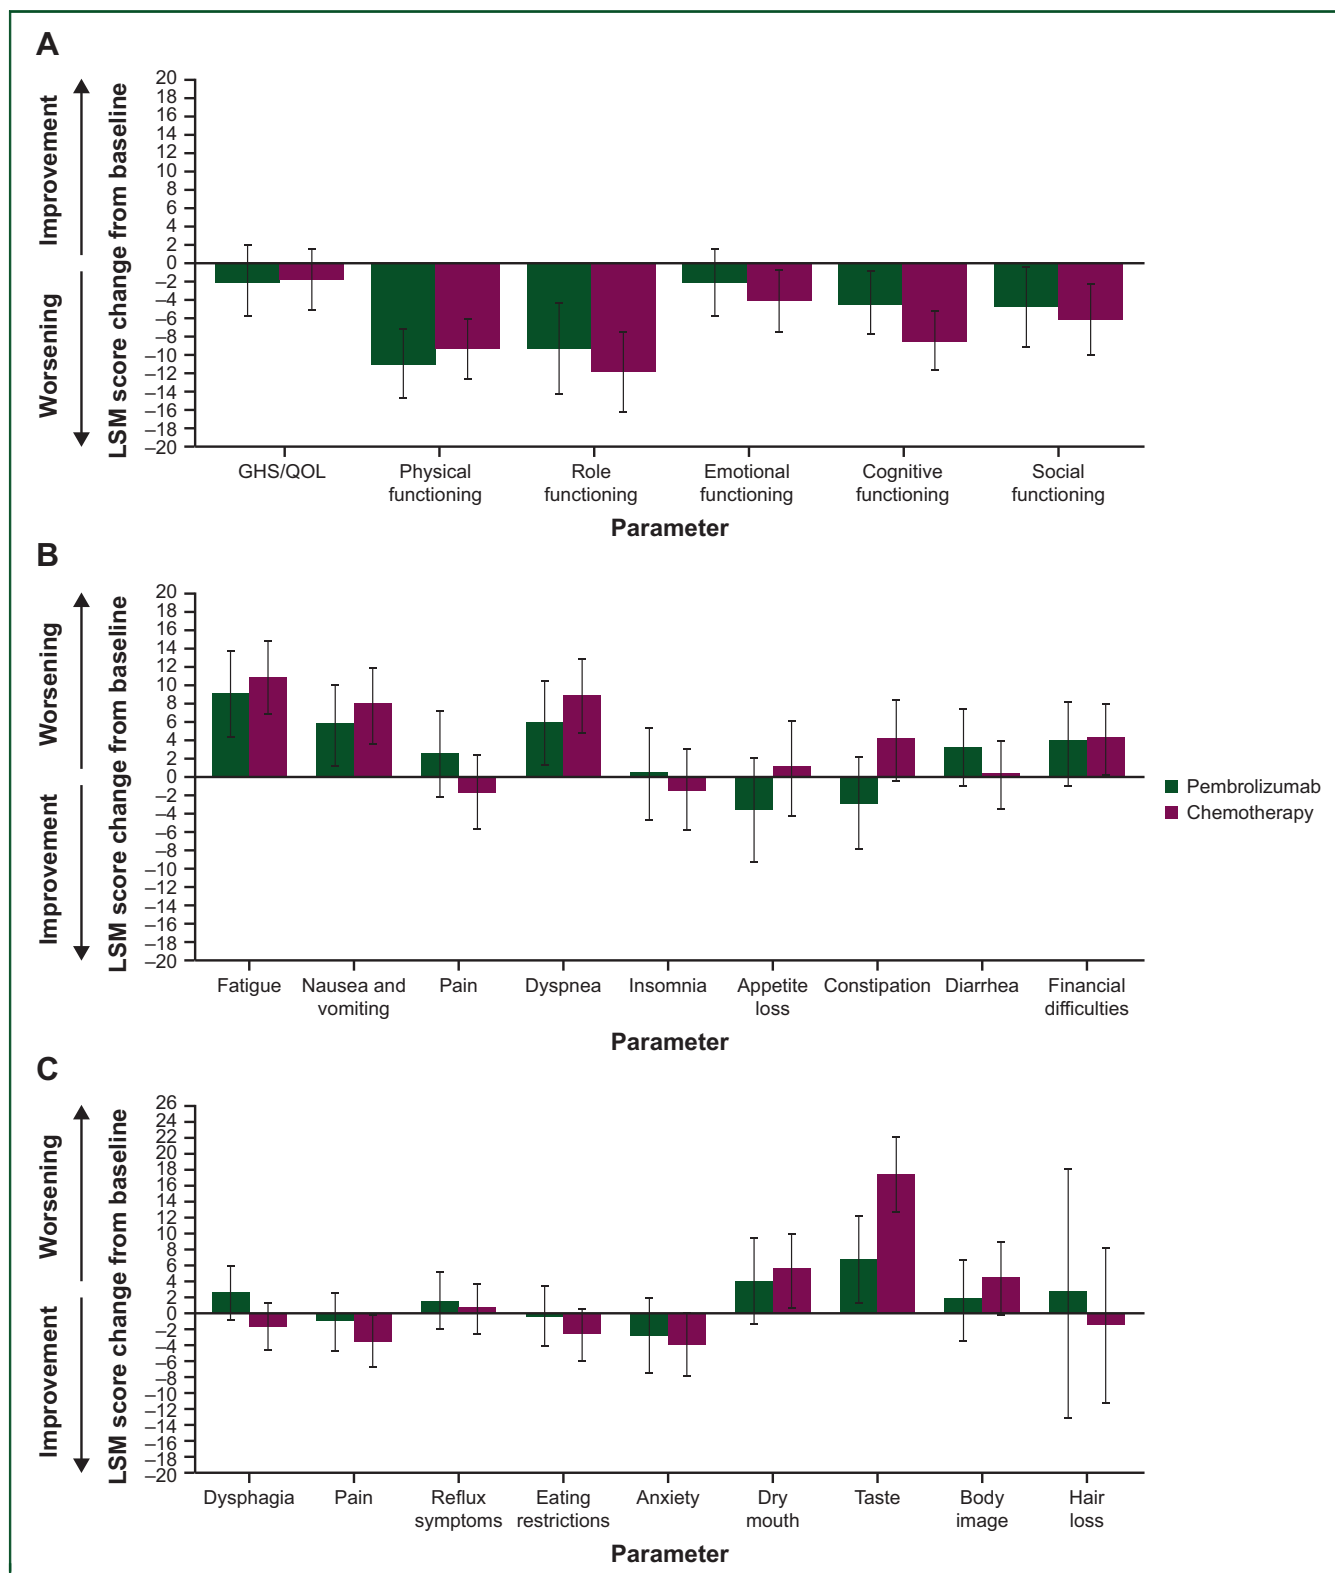 A
Improvement
Worsening
LSM score change from baseline
20
18
16
14
12
10
8
6
4
2
0
–2
–4
–6
–8
–10
–12
–14
–16
–18
–20
GHS/QOL
Physical
functioning
Role
functioning
Emotional
functioning
Cognitive
functioning
Social
functioning
Parameter
B
Worsening
Improvement
LSM score change from baseline
20
18
16
14
12
10
8
6
4
2
0
–2
–4
–6
–8
–10
–12
–14
–16
–18
–20
Fatigue
Nausea and
vomiting
Pain
Dyspnea
Insomnia
Appetite
loss
Constipation
Diarrhea
Financial
difficulties
Parameter
Pembrolizumab
Chemotherapy
C
Worsening
Improvement
LSM score change from baseline
26
24
22
20
18
16
14
12
10
8
6
4
2
0
–2
–4
–6
–8
–10
–12
–14
–16
–18
–20
Dysphagia
Pain
Reflux
symptoms
Eating
restrictions
Anxiety
Dry
mouth
Taste
Body
image
Hair
loss
Parameter